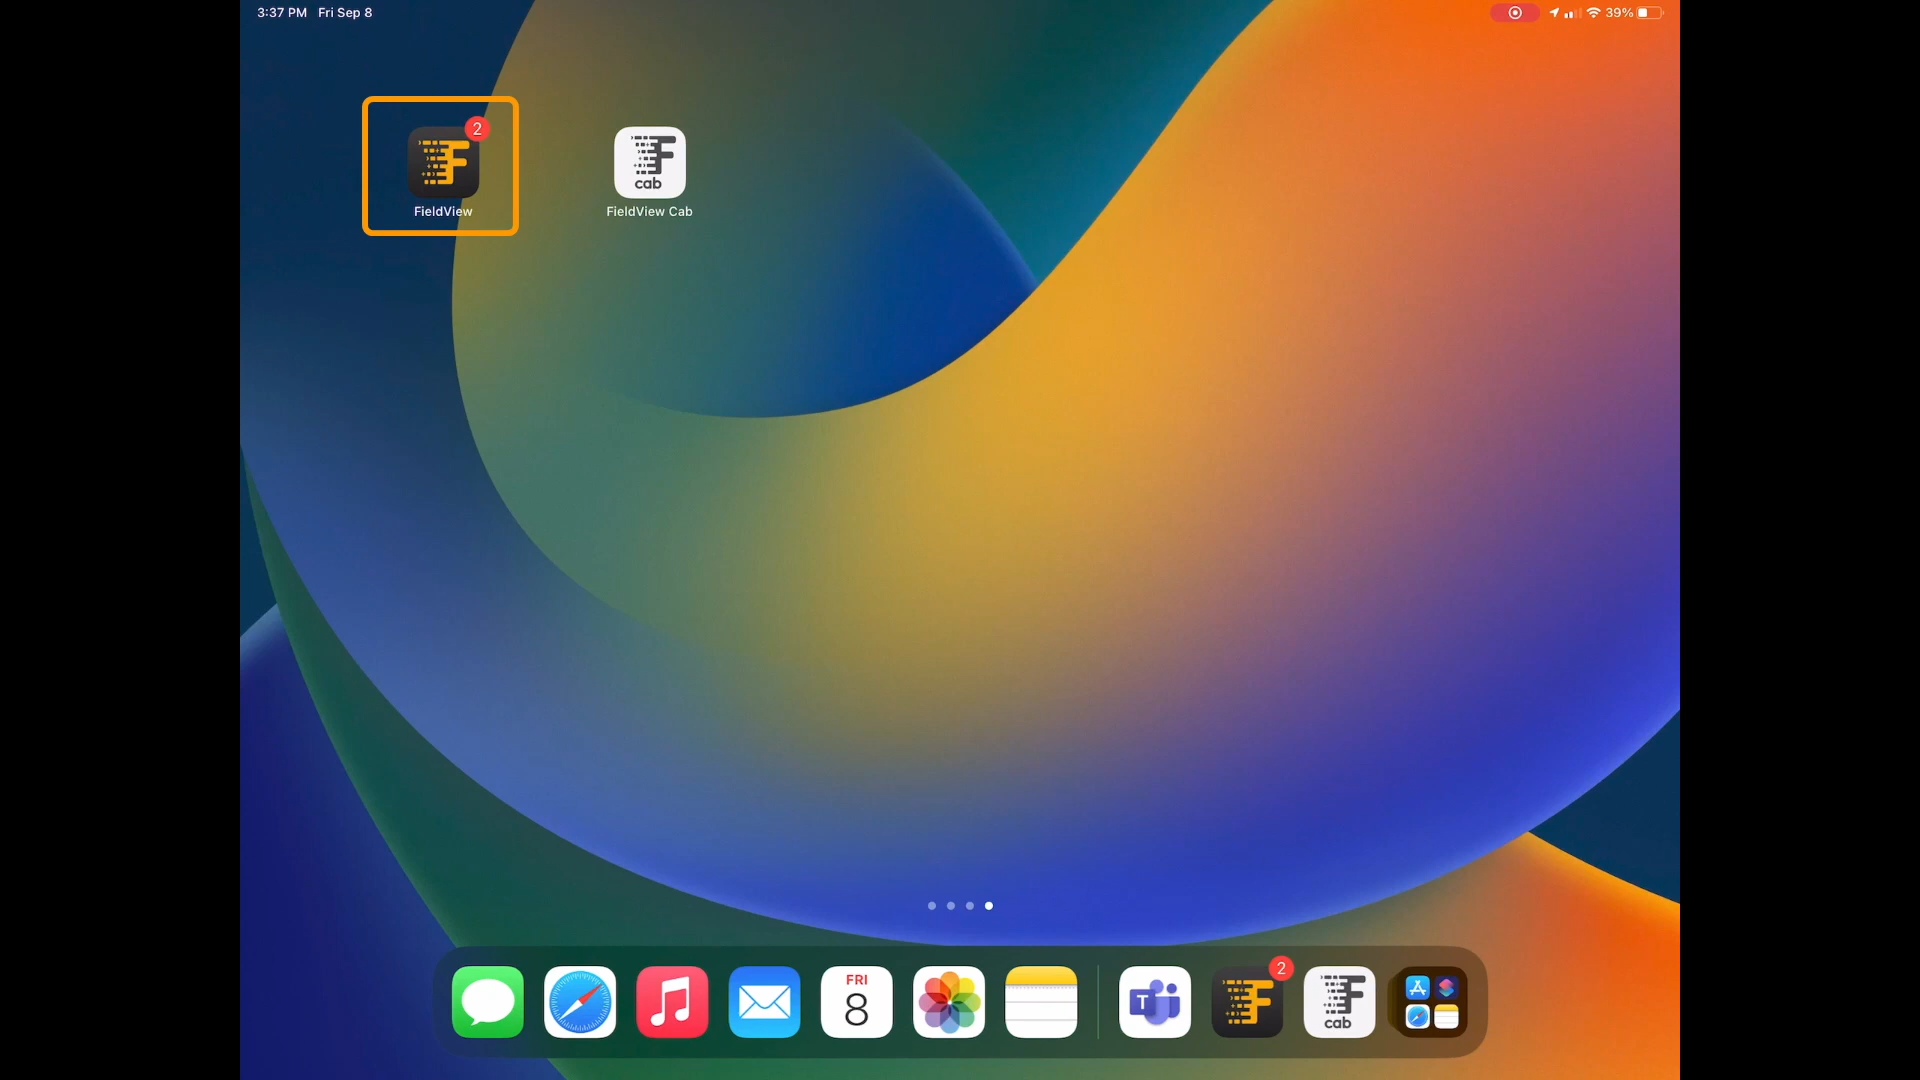 3:37 PM Fri Sep 8
39%
2
F
cab
FieldView
FieldView Cab
FRI
8
T
2
F
cab